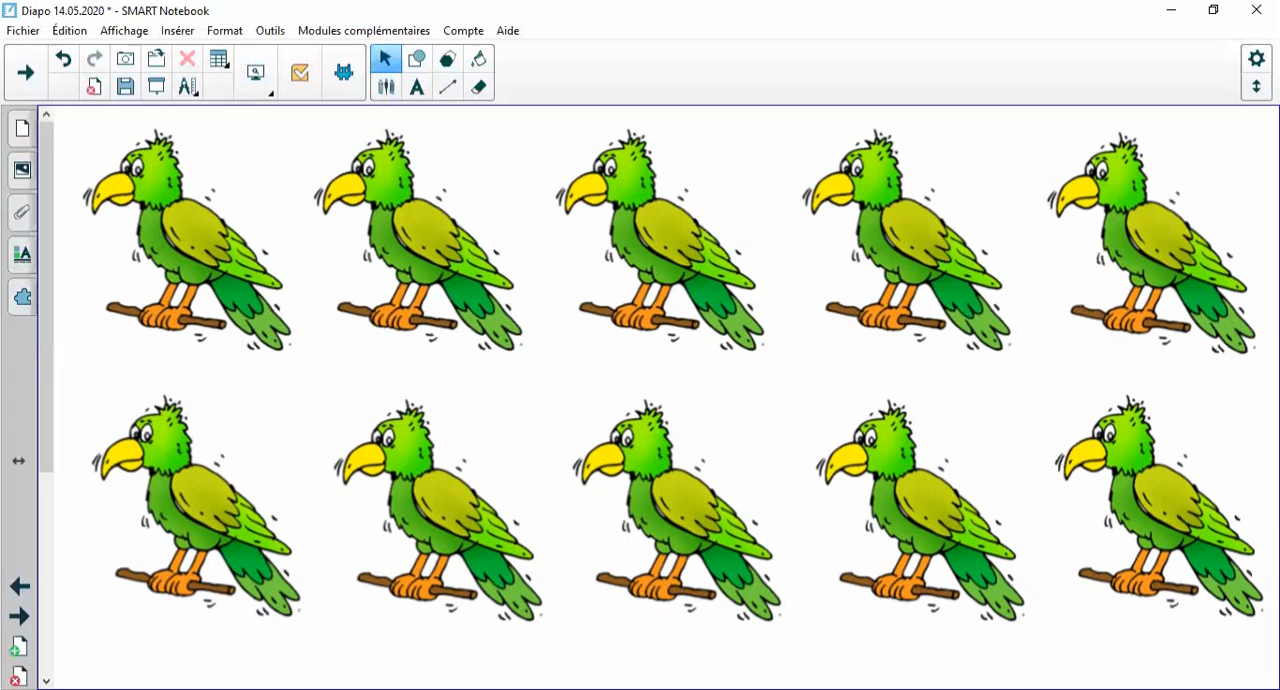 Diapo 14.05.2020 * - SMART Notebook
Fichier Édition Affichage Insérer Format Outils Modules complémentaires Compte Aide